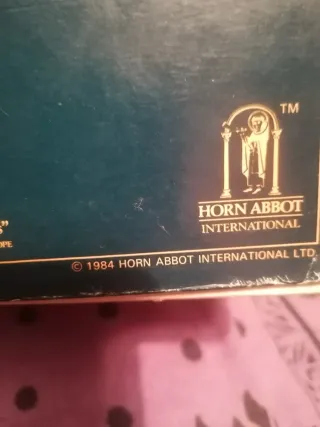 TM
HORN ABBOT
INTERNATIONAL
© 1984 HORN ABBOT INTERNATIONAL LTD